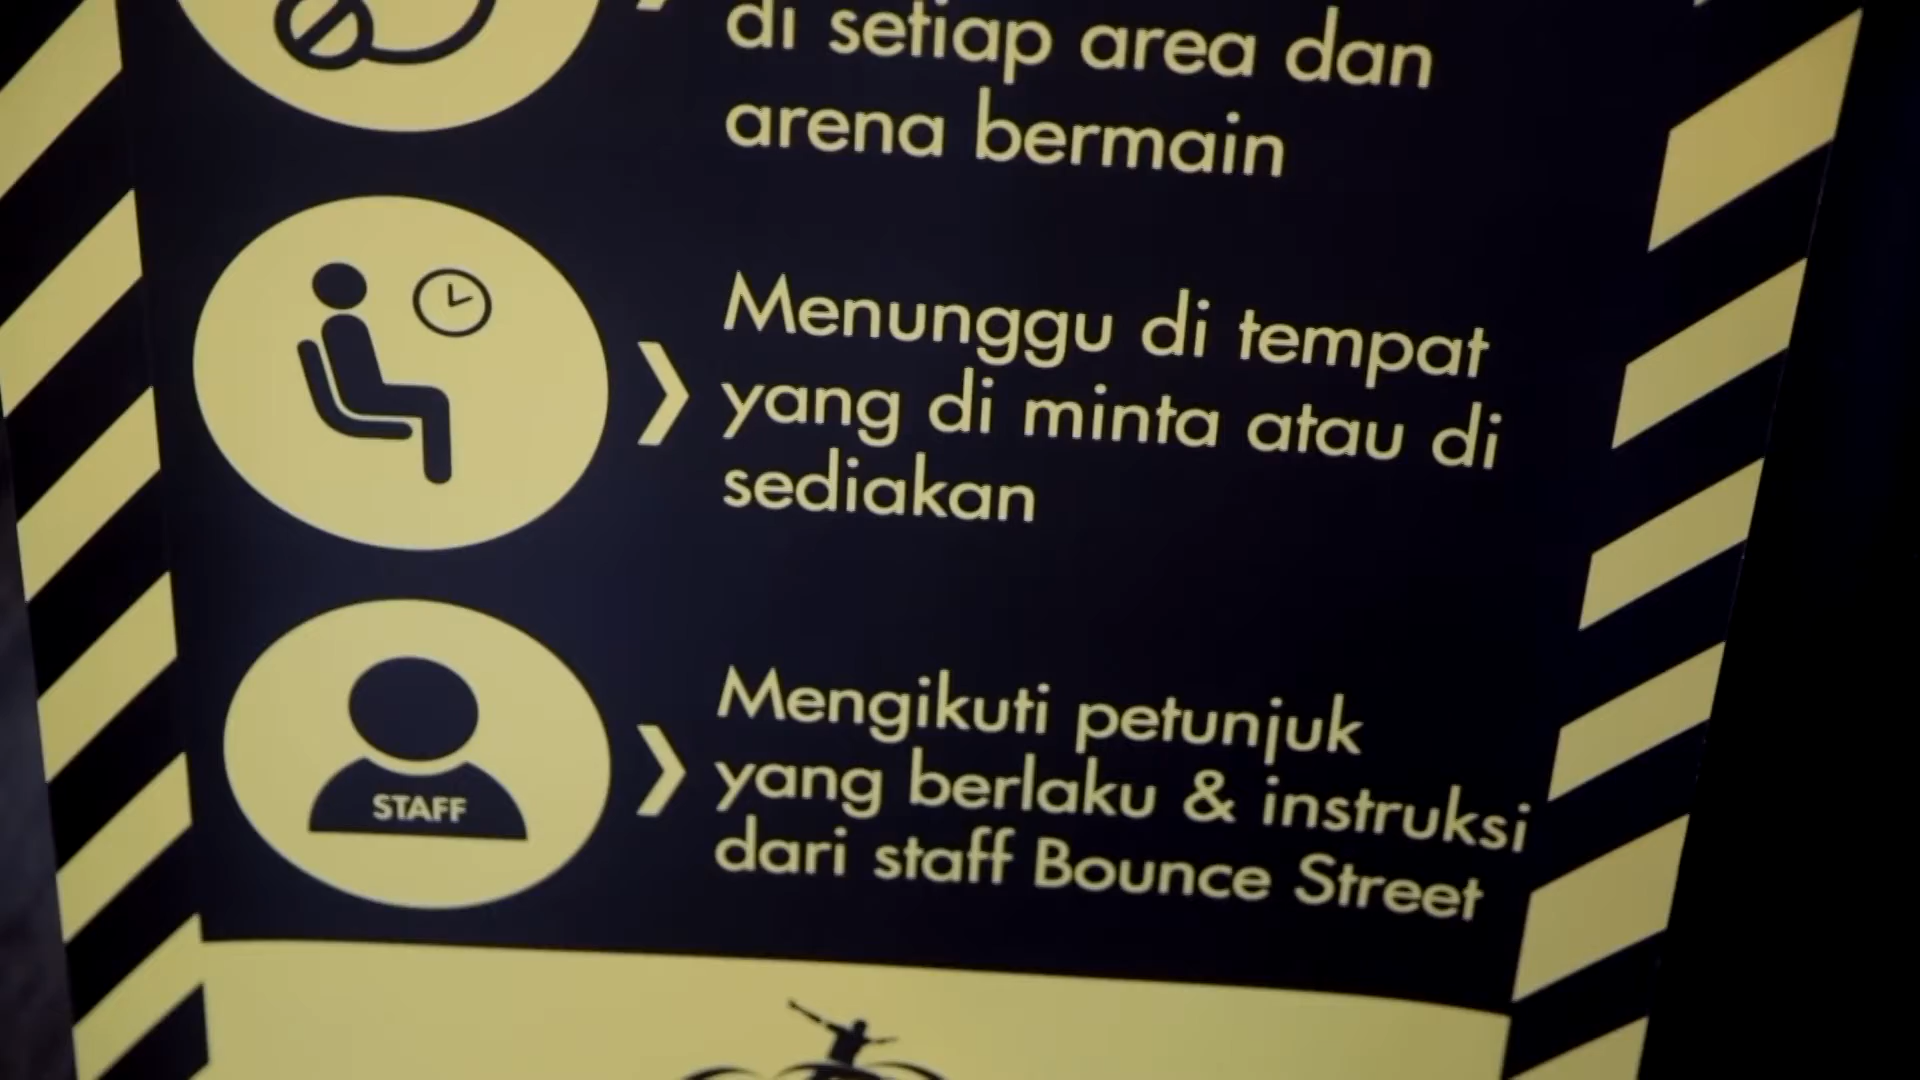 di setiap area dan
arena bermain
Menunggu di tempat
yang di minta atau di
sediakan
STAFF
Mengikuti petunjuk
yang berlaku & instruksi
dari staff Bounce Street